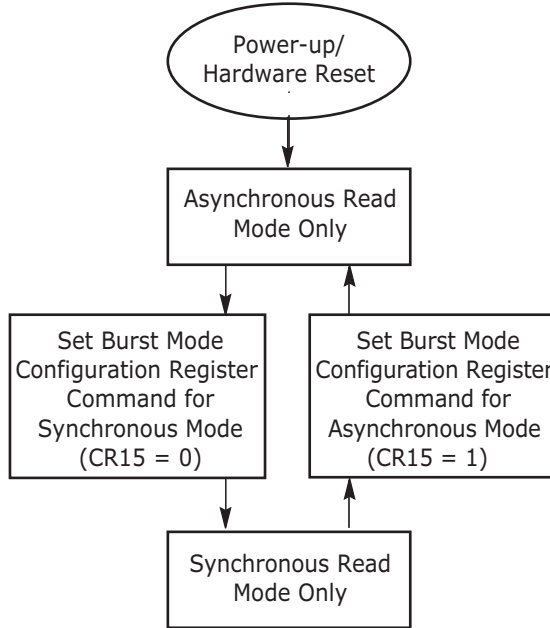 Power-up/
Hardware Reset
Asynchronous Read
Mode Only
Set Burst Mode
Configuration Register
Command for
Synchronous Mode
(CR15 = 0)
Set Burst Mode
Configuration Register
Command for
Asynchronous Mode
(CR15 = 1)
Synchronous Read
Mode Only